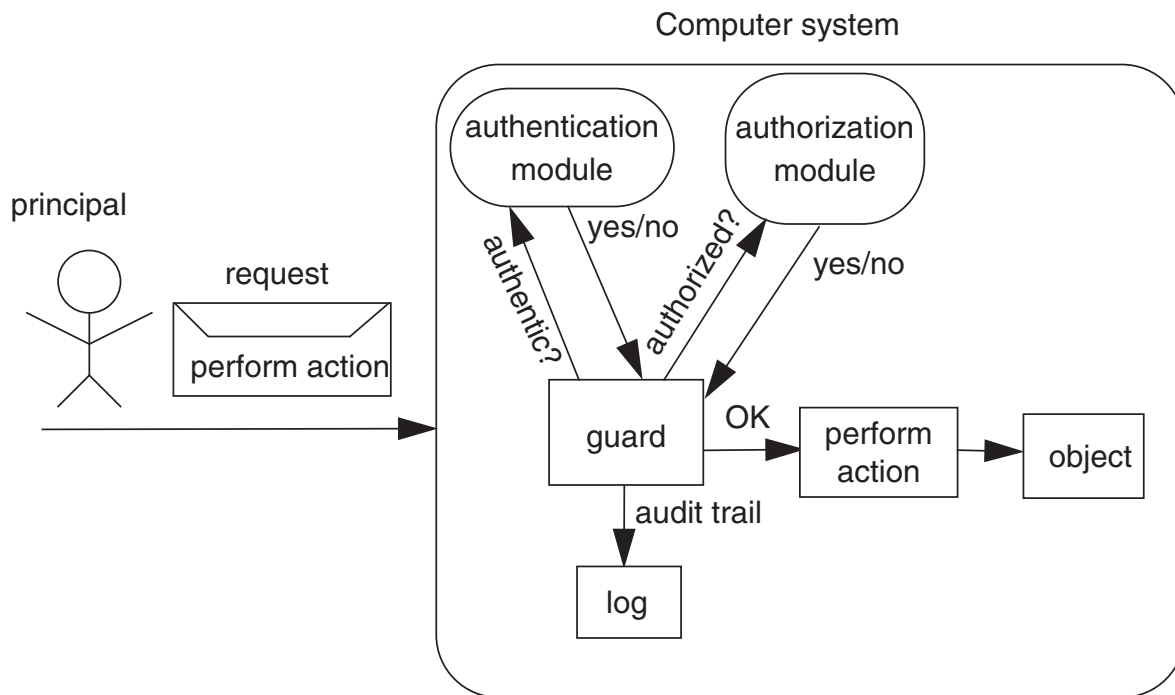 Computer system
authentication
module
authorization
module
principal
yes/no
authentic?
authorized?
yes/no
request
perform action
guard
OK
perform
action
object
audit trail
log